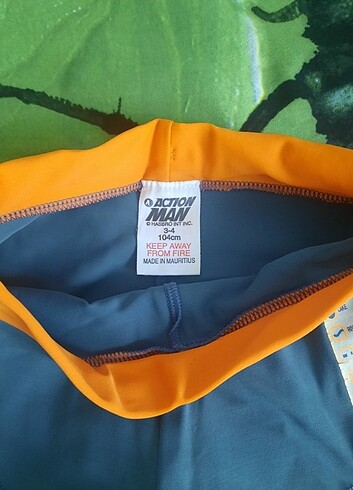 ACTION
MAN
© HASBRO INT INC.
3-4
104cm
KEEP AWAY
FROM FIRE
MADE IN MAURITIUS